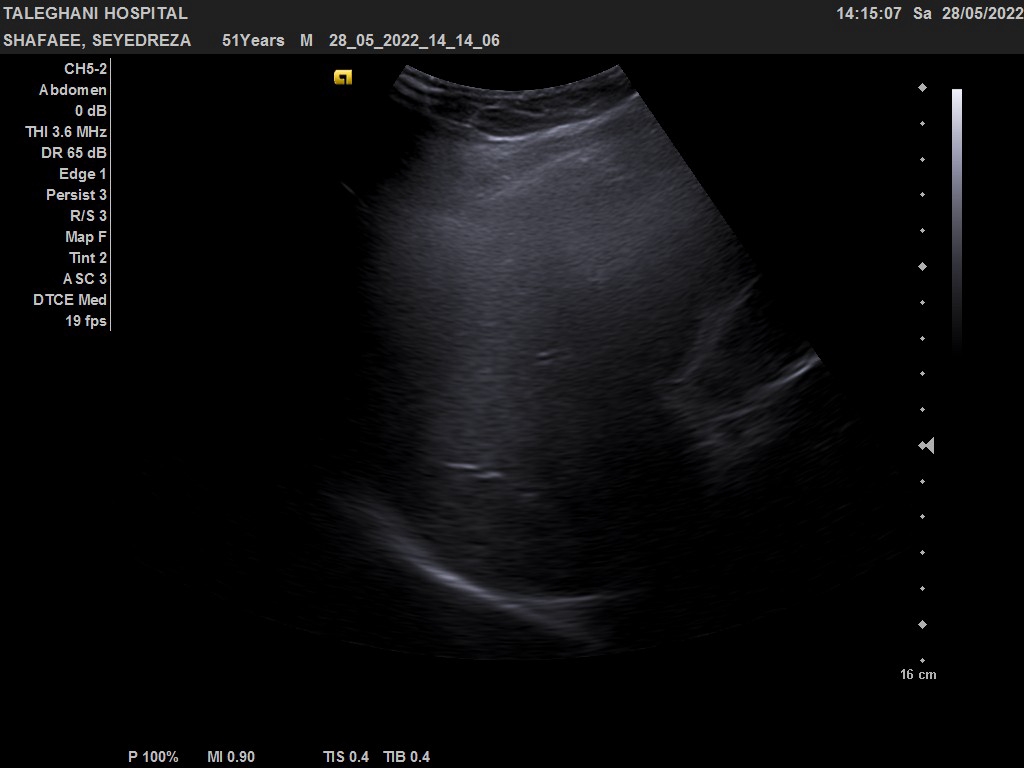 TALEGHANI HOSPITAL 14:15:07 Sa 28/05/2022
SHAFAEE, SEYEDREZA 51Years M 28_05_2022_14_14_06
CH5-2
Abdomen
0 dB
THI 3.6 MHz
DR 65 dB
Edge 1
Persist 3
R/S 3
Map F
Tint 2
ASC 3
DTCE Med
19 fps
16 cm
P 100% MI 0.90 TIS 0.4 TIB 0.4